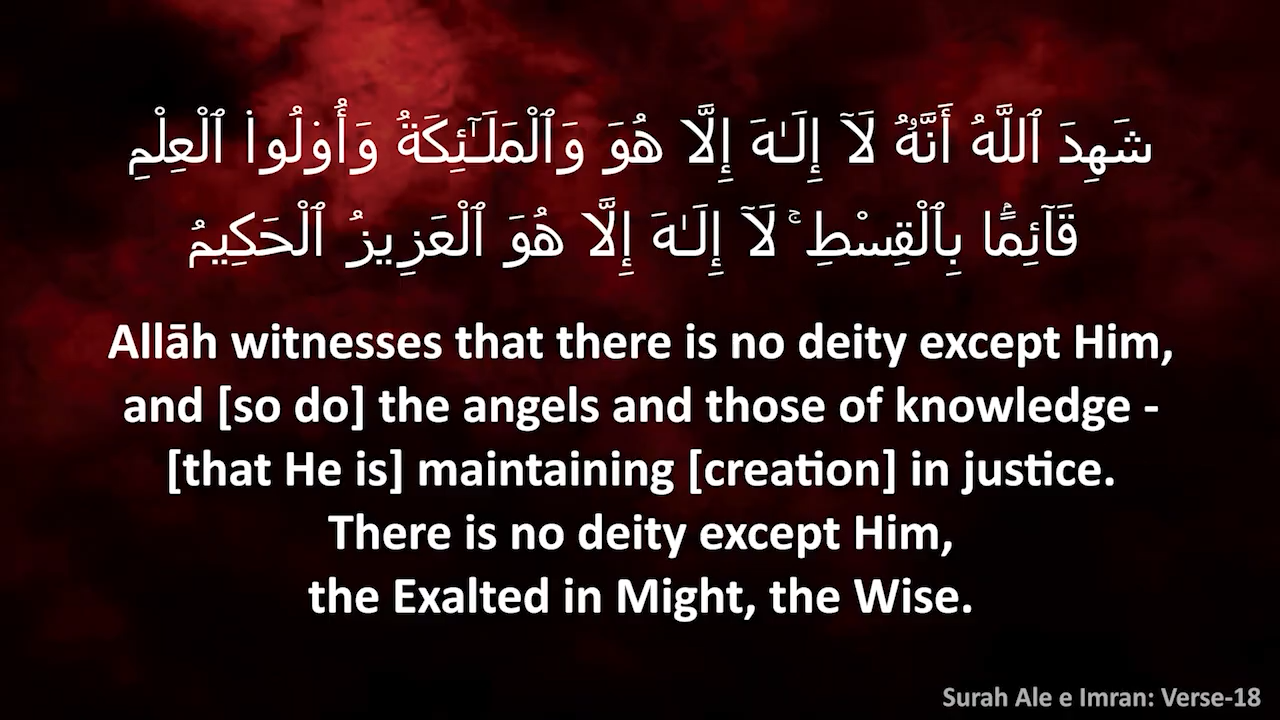 شَهِدَ ٱللَّهُ أَنَّهُۥ لَآ إِلَـٰهَ إِلَّا هُوَ وَٱلْمَلَـٰٓئِكَةُ وَأُو۟لُوا۟ ٱلْعِلْمِ
قَآئِمًۢا بِٱلْقِسْطِ ۚ لَآ إِلَـٰهَ إِلَّا هُوَ ٱلْعَزِيزُ ٱلْحَكِيمُ
Allāh witnesses that there is no deity except Him,
and [so do] the angels and those of knowledge -
[that He is] maintaining [creation] in justice.
There is no deity except Him,
the Exalted in Might, the Wise.
Surah Ale e Imran: Verse-18